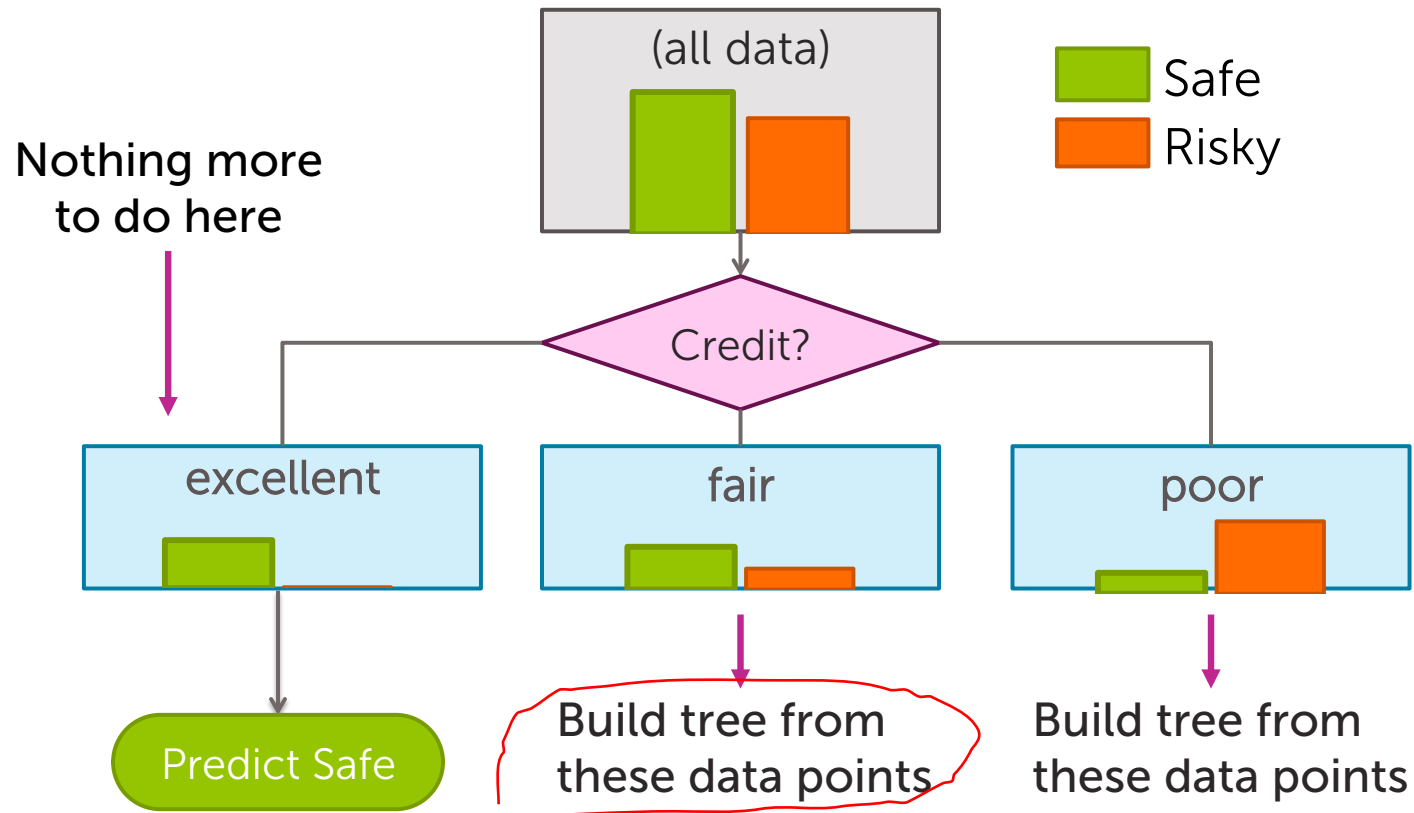 (all data)
Safe
Risky
Nothing more
to do here
Credit?
excellent
fair
poor
Predict Safe
Build tree from
these data points
Build tree from
these data points